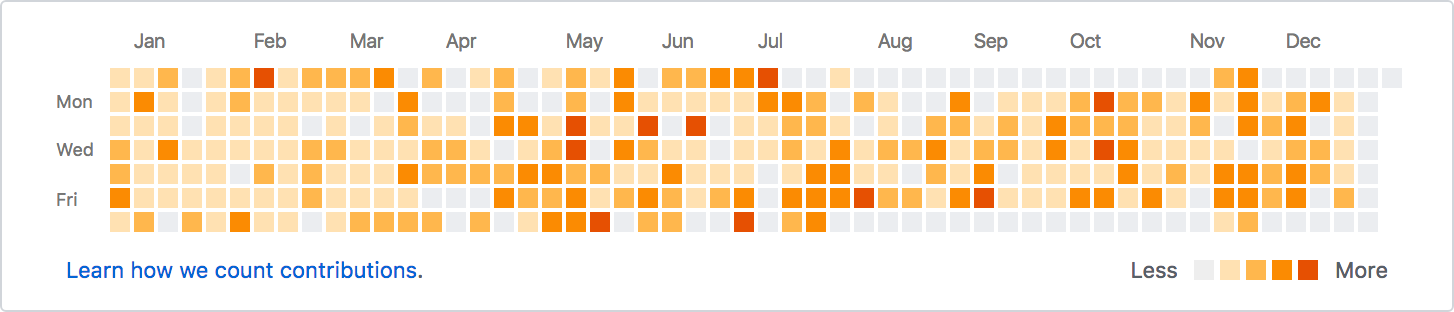 Jan Feb Mar Apr May Jun Jul Aug Sep Oct Nov Dec
Mon
Wed
Fri
Learn how we count contributions. Less More